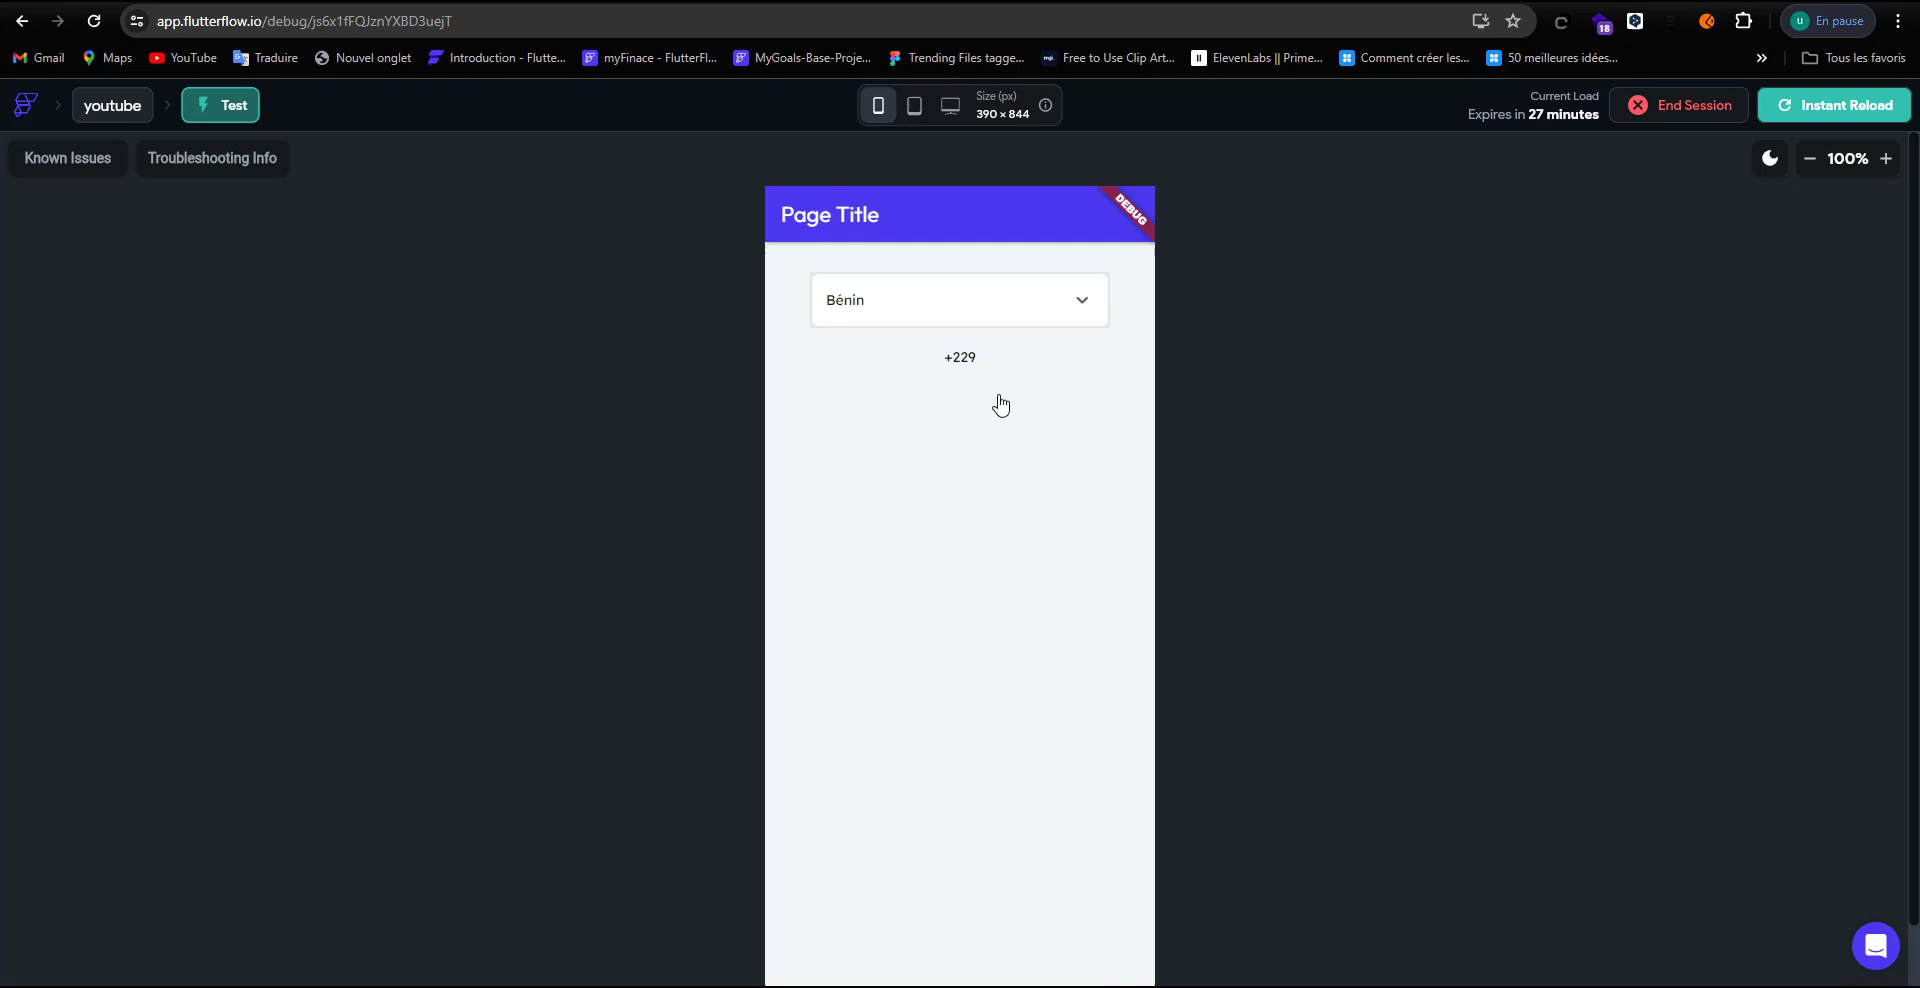 app.flutterflow.io/debug/js6x1fFQJznYXBD3uejT
18
u
En pause
Gmail
Maps
YouTube
Traduire
Nouvel onglet
Introduction - Flutte...
myFinace - FlutterFl...
MyGoals-Base-Proje...
Trending Files tagge...
Free to Use Clip Art...
ElevenLabs || Prime...
Comment créer les...
50 meilleures idées...
Tous les favoris
youtube
Test
Size (px)
390 × 844
Current Load
Expires in 27 minutes
End Session
Instant Reload
Known Issues
Troubleshooting Info
100%
Page Title
DEBUG
Bénin
+229